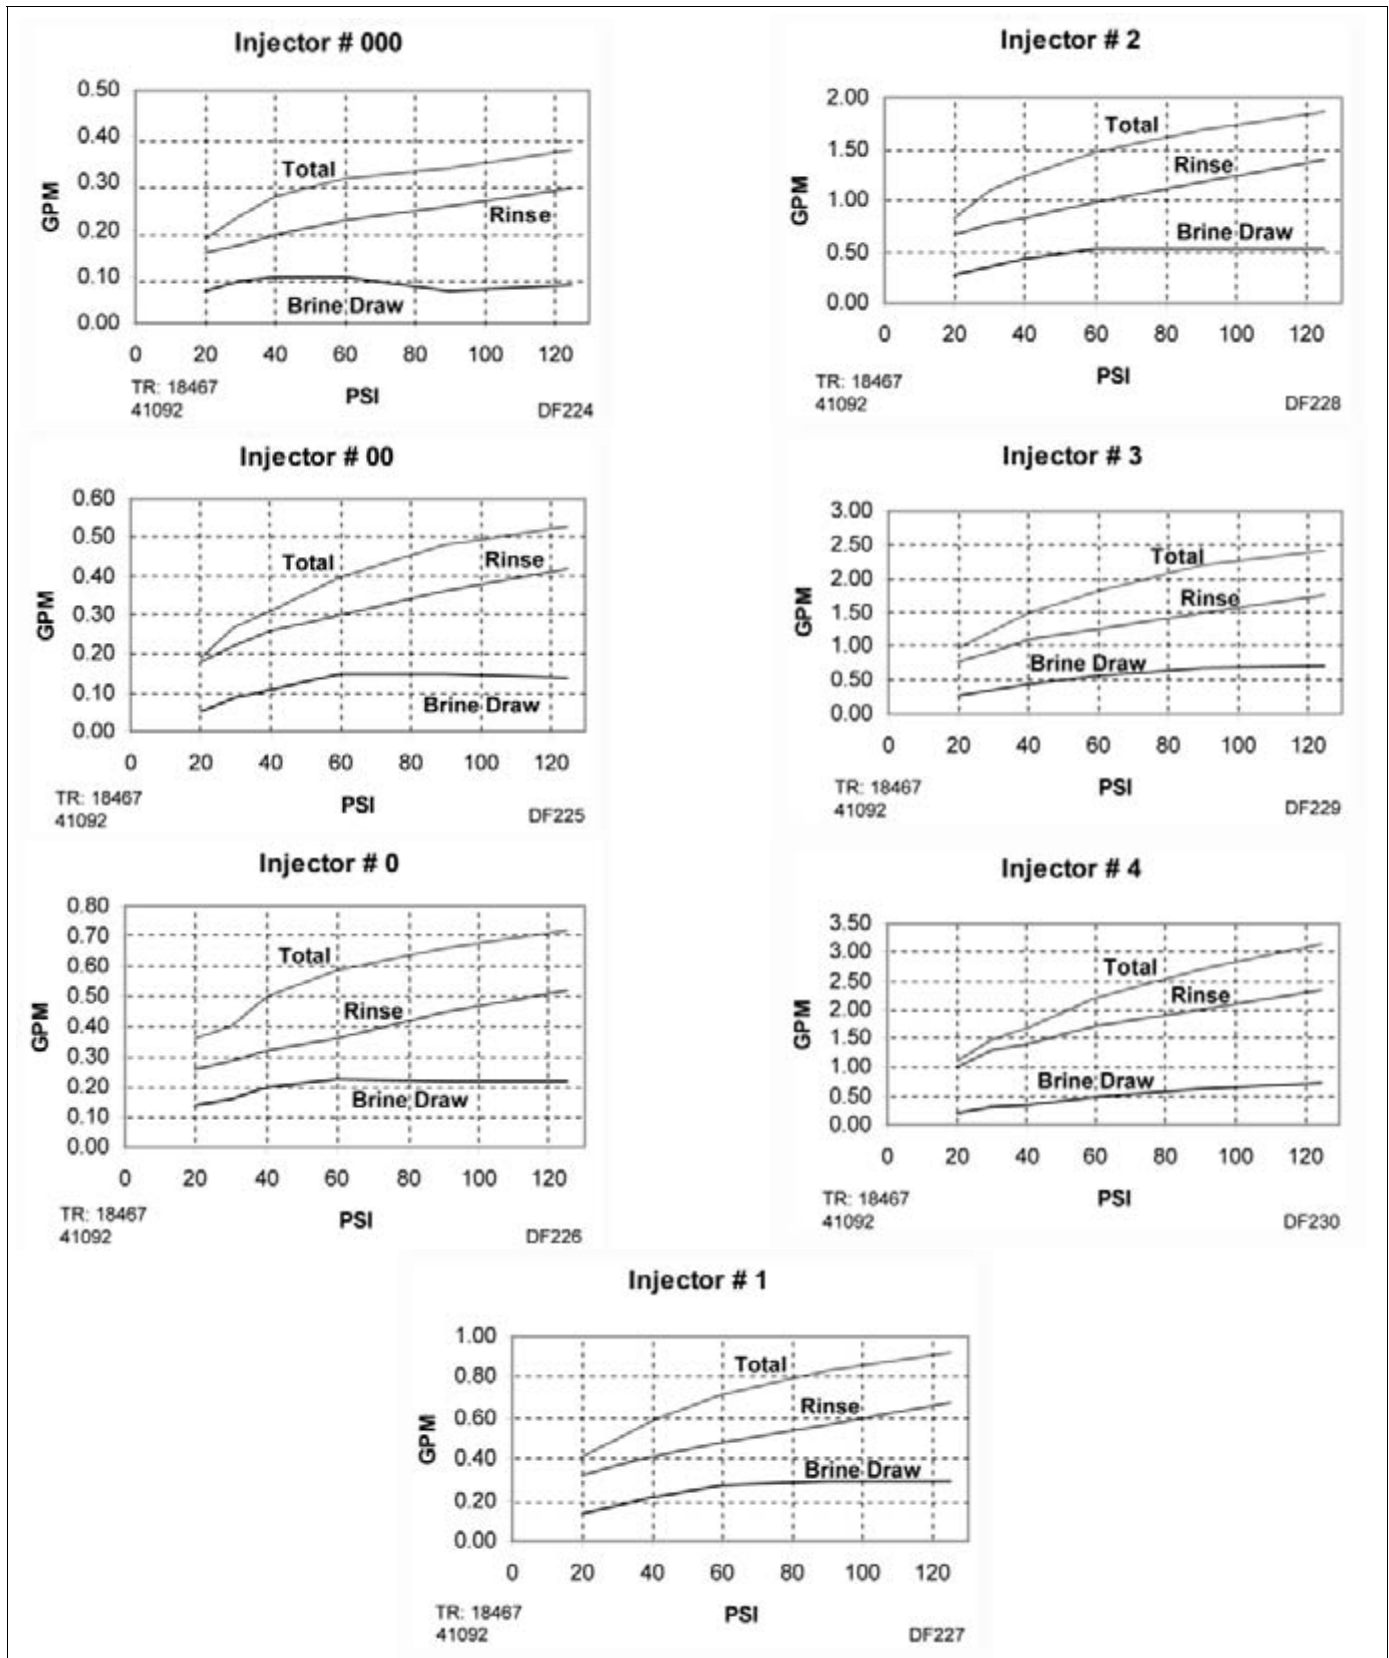 Injector # 000
0.50
0.40
0.30
0.20
0.10
0.00
GPM
Total
Rinse
Brine Draw
0 20 40 60 80 100 120
PSI
TR: 18467
41092
DF224
Injector # 2
2.00
1.50
1.00
0.50
0.00
GPM
Total
Rinse
Brine Draw
0 20 40 60 80 100 120
PSI
TR: 18467
41092
DF228
Injector # 00
0.60
0.50
0.40
0.30
0.20
0.10
0.00
GPM
Total
Rinse
Brine Draw
0 20 40 60 80 100 120
PSI
TR: 18467
41092
DF225
Injector # 3
3.00
2.50
2.00
1.50
1.00
0.50
0.00
GPM
Total
Rinse
Brine Draw
0 20 40 60 80 100 120
PSI
TR: 18467
41092
DF229
Injector # 0
0.80
0.70
0.60
0.50
0.40
0.30
0.20
0.10
0.00
GPM
Total
Rinse
Brine Draw
0 20 40 60 80 100 120
PSI
TR: 18467
41092
DF226
Injector # 4
3.50
3.00
2.50
2.00
1.50
1.00
0.50
0.00
GPM
Total
Rinse
Brine Draw
0 20 40 60 80 100 120
PSI
TR: 18467
41092
DF230
Injector # 1
1.00
0.80
0.60
0.40
0.20
0.00
GPM
Total
Rinse
Brine Draw
0 20 40 60 80 100 120
PSI
TR: 18467
41092
DF227